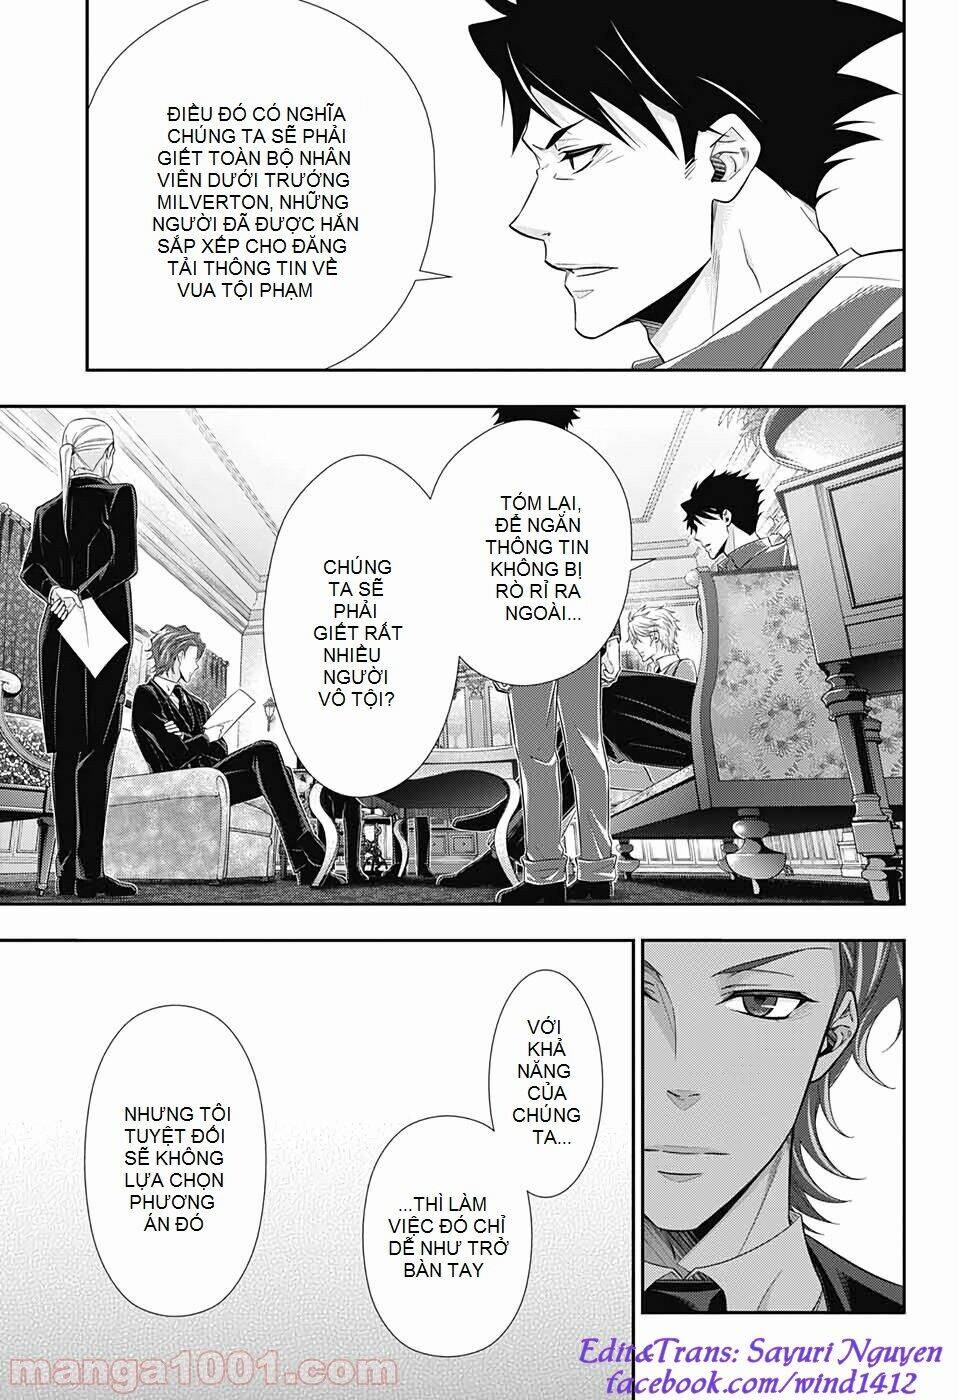 ĐIỀU ĐÓ CÓ NGHĨA
CHÚNG TA SẼ PHẢI
GIẾT TOÀN BỘ NHÂN
VIÊN DƯỚI TRƯỚNG
MILVERTON, NHỮNG
NGƯỜI ĐÃ ĐƯỢC HẮN
SẮP XẾP CHO ĐĂNG
TẢI THÔNG TIN VỀ
VUA TỘI PHẠM
TÓM LẠI,
ĐỂ NGĂN
THÔNG TIN
KHÔNG BỊ
RÒ RỈ RA
NGOÀI...
CHÚNG
TA SẼ
PHẢI
GIẾT RẤT
NHIỀU
NGƯỜI
VÔ TỘI?
VỚI
KHẢ
NĂNG
CỦA
CHÚNG
TA...
...THÌ LÀM
VIỆC ĐÓ CHỈ
DỄ NHƯ TRỞ
BÀN TAY
NHƯNG TÔI
TUYỆT ĐỐI
SẼ KHÔNG
LỰA CHỌN
PHƯƠNG
ÁN ĐÓ
manga1001.com
Edit&Trans: Sayuri Nguyen
facebook.com/wind1412